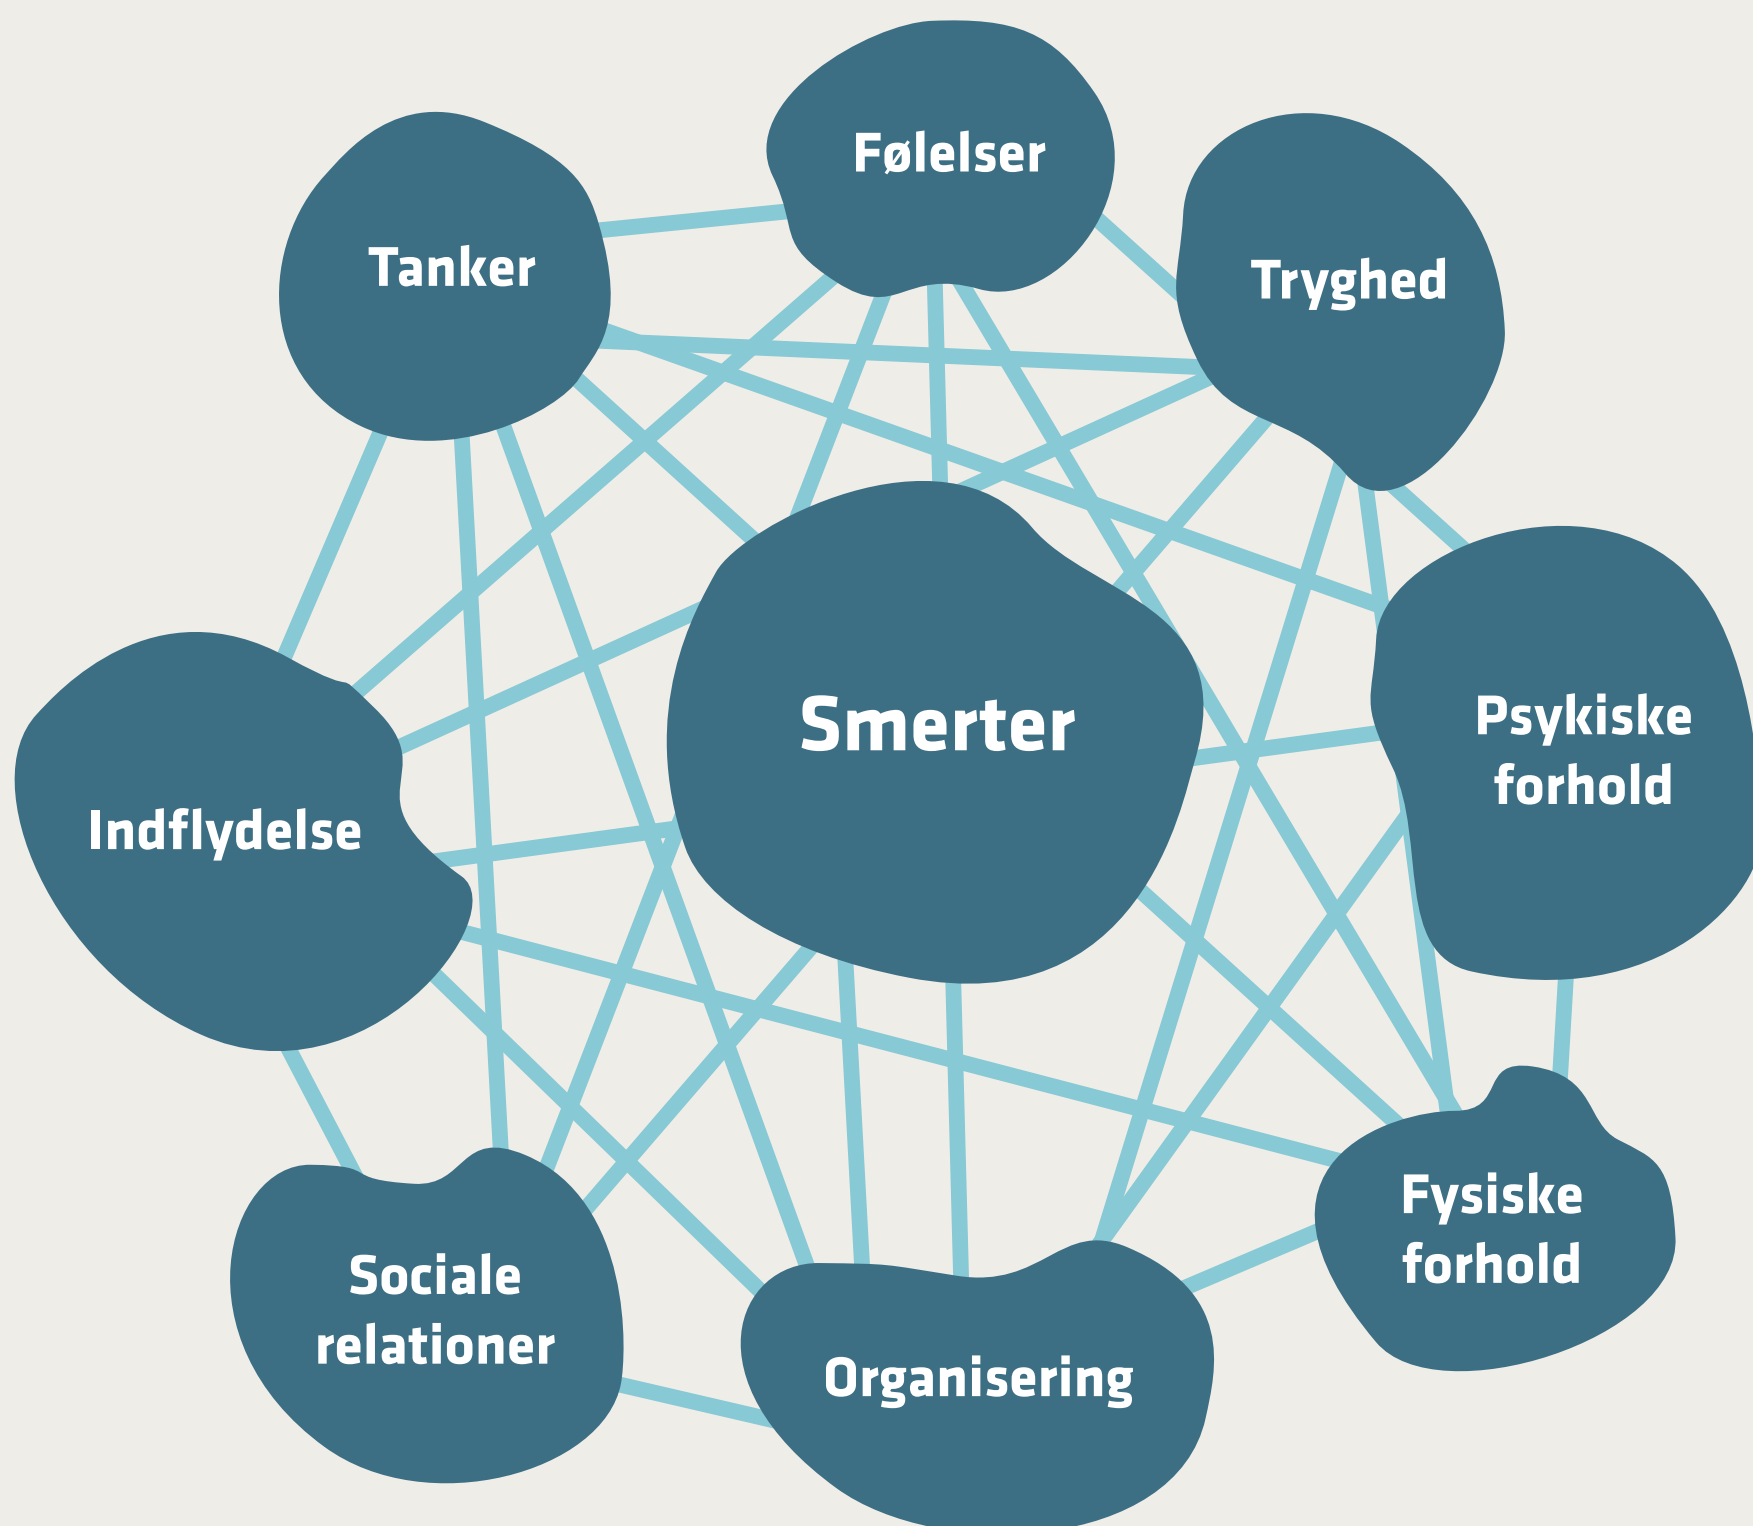 Følelser
Tanker
Tryghed
Smerter
Psykiske
forhold
Indflydelse
Fysiske
forhold
Sociale
relationer
Organisering